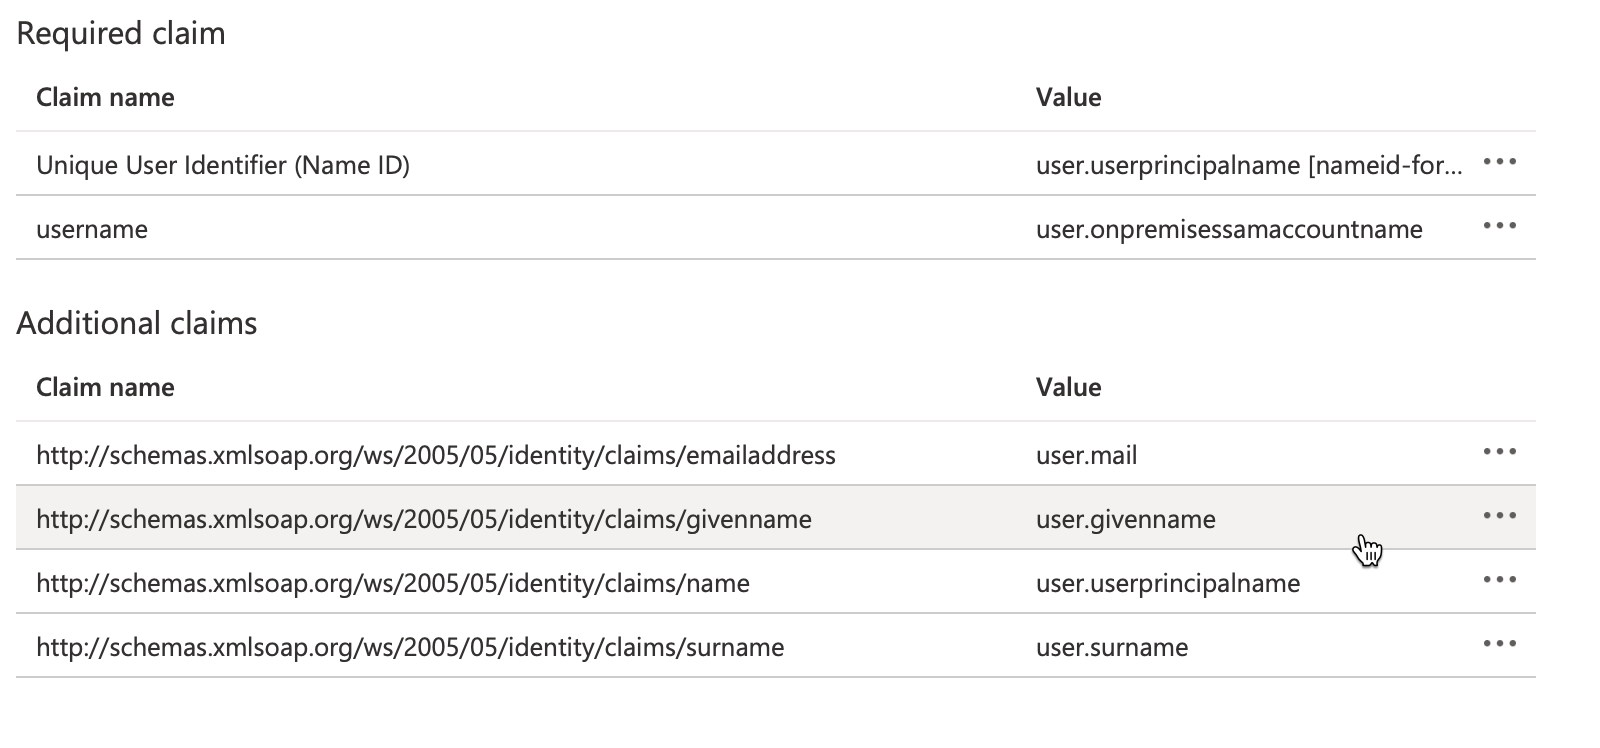 Required claim
Claim name Value
Unique User Identifier (Name ID) user.userprincipalname [nameid-for...
username user.onpremisessamaccountname
Additional claims
Claim name Value
http://schemas.xmlsoap.org/ws/2005/05/identity/claims/emailaddress user.mail
http://schemas.xmlsoap.org/ws/2005/05/identity/claims/givenname user.givenname
http://schemas.xmlsoap.org/ws/2005/05/identity/claims/name user.userprincipalname
http://schemas.xmlsoap.org/ws/2005/05/identity/claims/surname user.surname